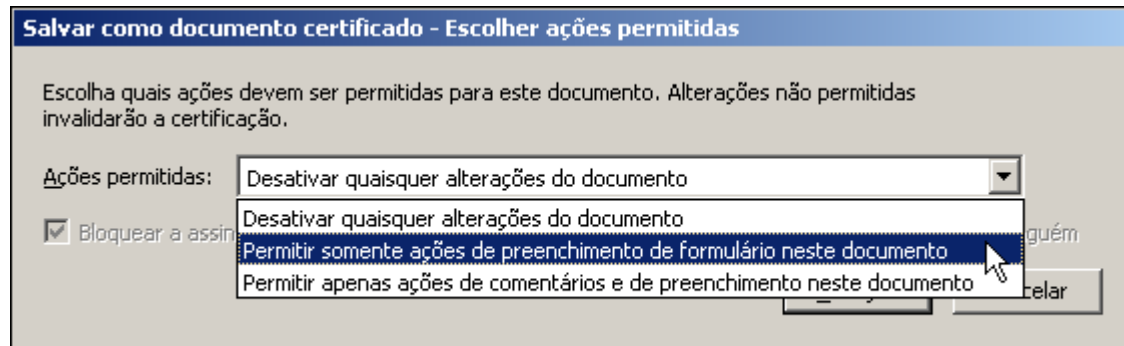 Salvar como documento certificado - Escolher ações permitidas
Escolha quais ações devem ser permitidas para este documento. Alterações não permitidas
invalidarão a certificação.
Ações permitidas: Desativar quaisquer alterações do documento
Desativar quaisquer alterações do documento
Bloquear a
Permitir somente ações de preenchimento de formulário neste documento
Permitir apenas ações de comentários e de preenchimento neste documento